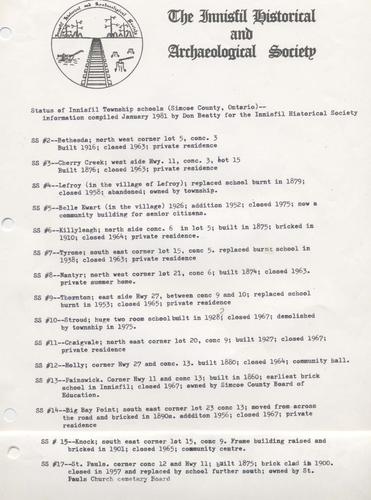 The Innisfil Historical
and
Archaeological Society
Status of Innisfil Township schools (Simcoe County, Ontario)--
information compiled January 1981 by Don Beatty for the Innisfil Historical Society
SS #2--Bethesda; north west corner lot 5, conc. 3
Built 1916; closed 1963; private residence
SS #3--Cherry Creek; west side Hwy. 11, conc. 3, lot 15
Built 1896; closed 1963; private residence
SS #4--Lefroy (in the village of Lefroy); replaced school burnt in 1879;
closed 1958; abandoned; owned by township.
SS #5--Belle Ewart (in the village) 1926; addition 1952; closed 1975; now a
community building for senior citizens.
SS #6--Killyleagh; north side conc. 6 in lot 5; built in 1875; bricked in
1910; closed 1964; private residence.
SS #7--Tyrone; south east corner lot 15, conc 5. replaced burnt school in
1938; closed 1963; private residence
SS #8--Nantyr; north west corner lot 21, conc 6; built 1874; closed 1963.
private summer home.
SS #9--Thornton; east side Hwy 27, between conc 9 and 10; replaced school
burnt in 1953; closed 1965; private residence
SS #10--Stroud; huge two room school built in 1928; closed 1967; demolished
by township in 1975.
SS #11--Craigvale; north east corner lot 20, conc 9; built 1927; closed 1967;
private residence
SS #12--Holly; corner Hwy 27 and conc. 13. built 1880; closed 1964; community hall.
SS #13--Painswick. Corner Hwy 11 and conc 13; built in 1860; earliest brick
school in Innisfil; closed 1967; owned by Simcoe County Board of
Education.
SS #14--Big Bay Point; south east corner lot 23 conc 13; moved from across
the road and bricked in 1890s. addditon 1956; closed 1967; private
residence
SS # 15--Knock; south east corner lot 15, conc 9. Frame building raised and
bricked in 1901; closed 1965; community centre.
SS #17--St. Pauls. corner conc 12 and Hwy 11; built 1875; brick clad in 1900.
closed in 1957 and replaced by school further south; owned by St.
Pauls Church cemetary Board